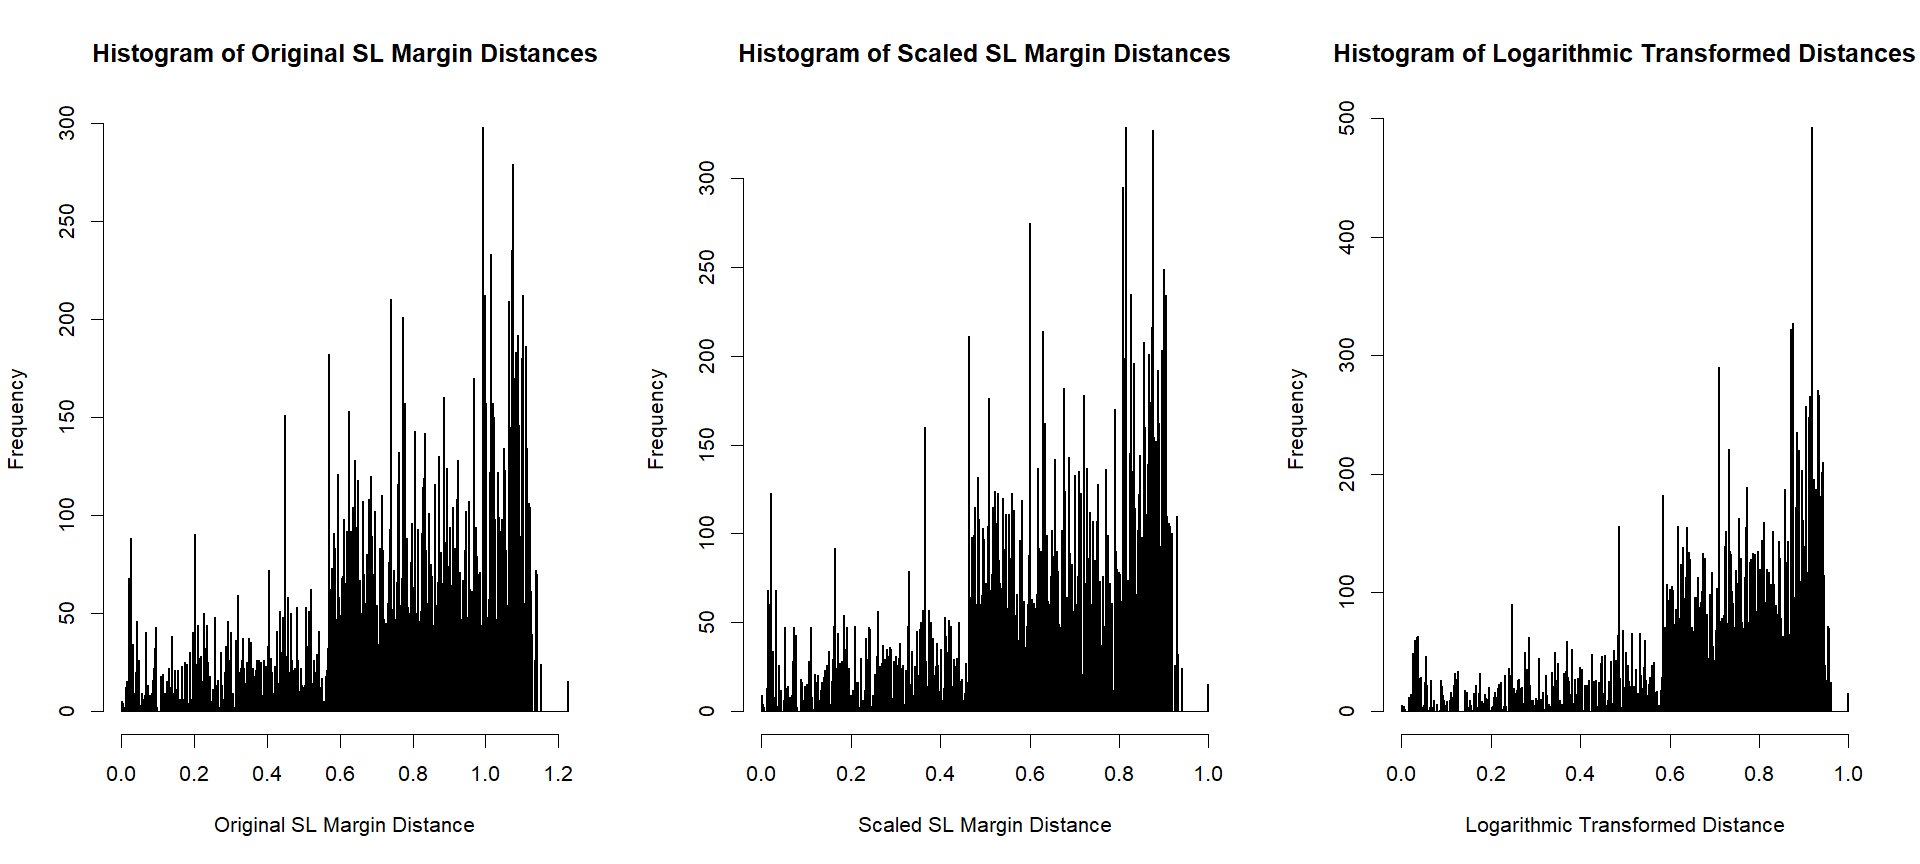 Histogram of Original SL Margin Distances
Frequency
300
250
200
150
100
50
0
0.0 0.2 0.4 0.6 0.8 1.0 1.2
Original SL Margin Distance
Histogram of Scaled SL Margin Distances
Frequency
300
250
200
150
100
50
0
0.0 0.2 0.4 0.6 0.8 1.0
Scaled SL Margin Distance
Histogram of Logarithmic Transformed Distances
Frequency
500
400
300
200
100
0
0.0 0.2 0.4 0.6 0.8 1.0
Logarithmic Transformed Distance